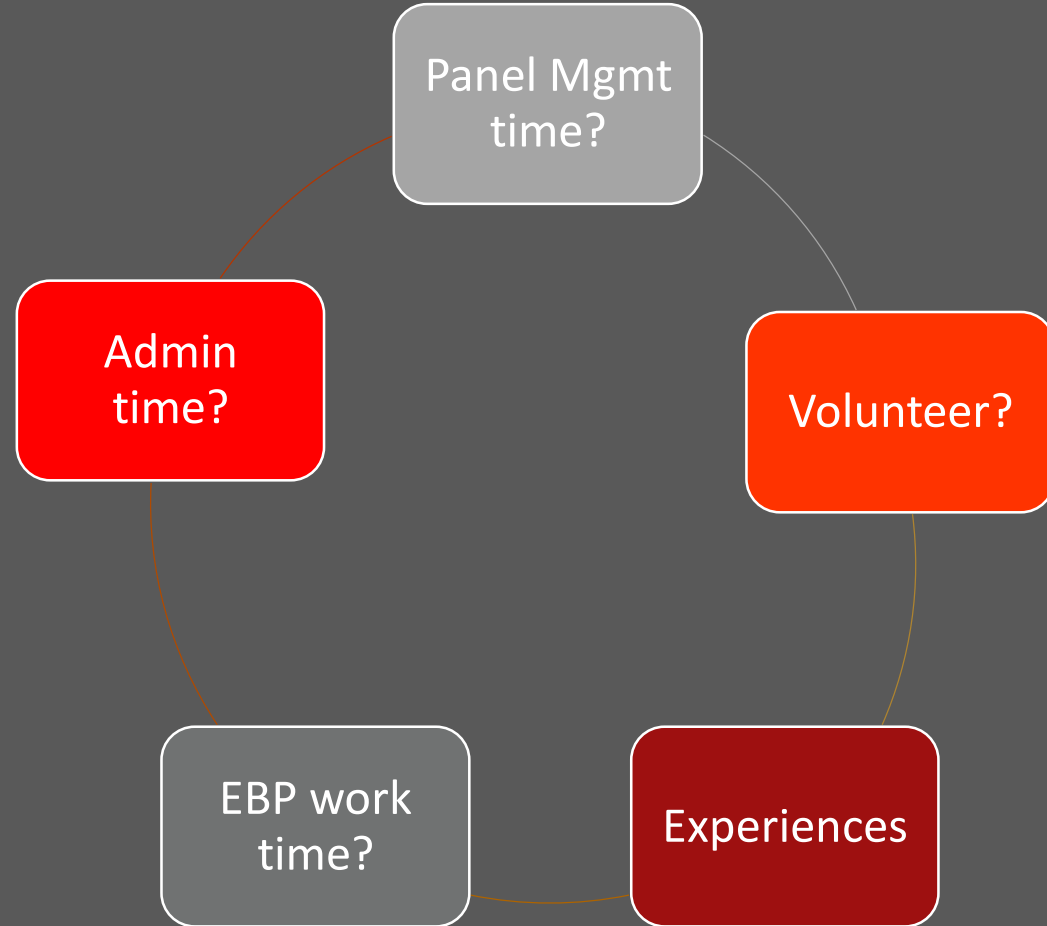 Panel Mgmt
time?
Volunteer?
Experiences
EBP work
time?
Admin
time?